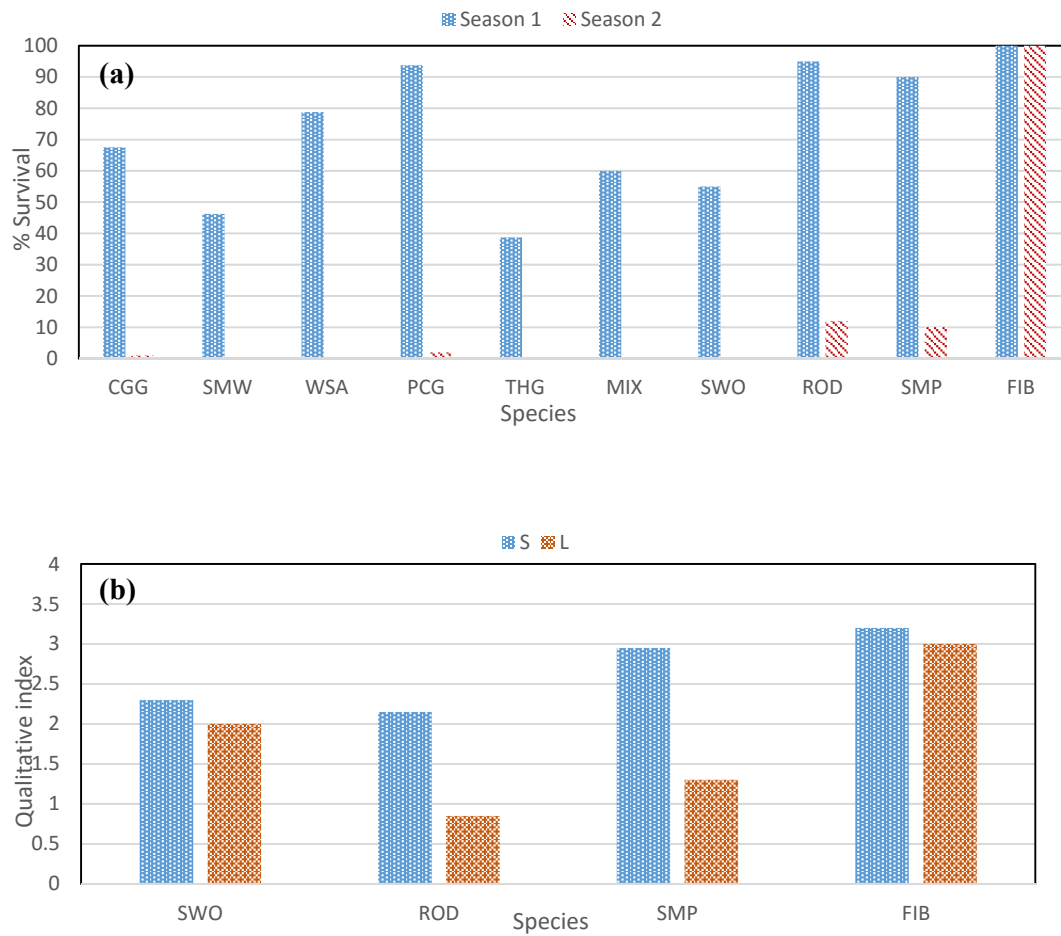 Season 1 Season 2
100
90
80
70
60
50
40
30
20
10
0
(a)
% Survival
CGG SMW WSA PCG THG MIX SWO ROD SMP FIB
Species
S L
4
3.5
3
2.5
2
1.5
1
0.5
0
(b)
Qualitative index
SWO ROD SMP FIB
Species